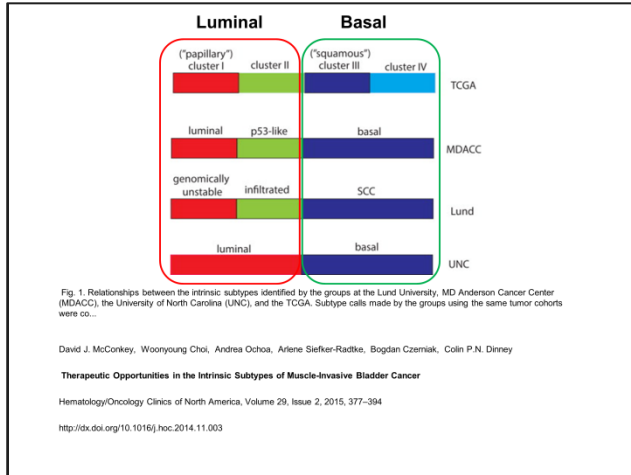 Luminal Basal
("papillary") ("squamous")
cluster I cluster II cluster III cluster IV
TCGA
luminal p53-like basal
MDACC
genomically
unstable infiltrated SCC
Lund
luminal basal
UNC
Fig. 1. Relationships between the intrinsic subtypes identified by the groups at the Lund University, MD Anderson Cancer Center
(MDACC), the University of North Carolina (UNC), and the TCGA. Subtype calls made by the groups using the same tumor cohorts
were co...
David J. McConkey, Woonyoung Choi, Andrea Ochoa, Arlene Siefker-Radtke, Bogdan Czerniak, Colin P.N. Dinney
Therapeutic Opportunities in the Intrinsic Subtypes of Muscle-Invasive Bladder Cancer
Hematology/Oncology Clinics of North America, Volume 29, Issue 2, 2015, 377–394
http://dx.doi.org/10.1016/j.hoc.2014.11.003